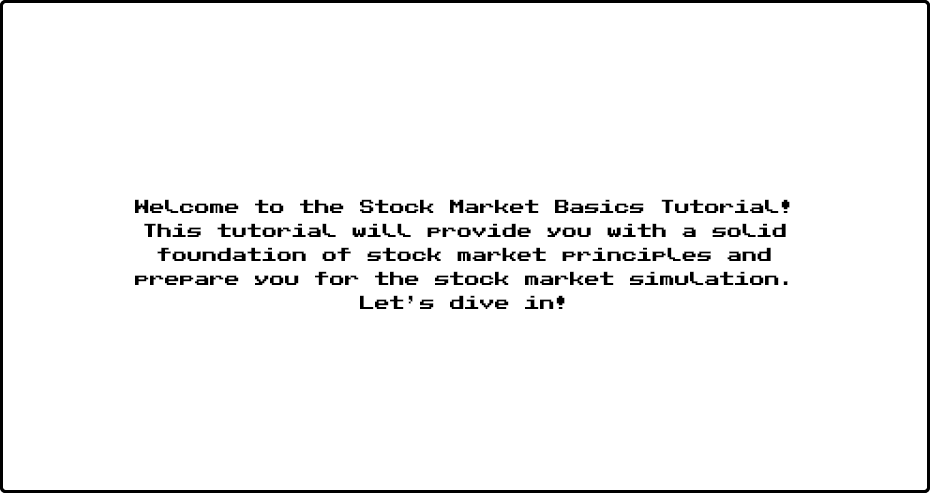 Welcome to the Stock Market Basics Tutorial!
This tutorial will provide you with a solid
foundation of stock market principles and
prepare you for the stock market simulation.
Let's dive in!